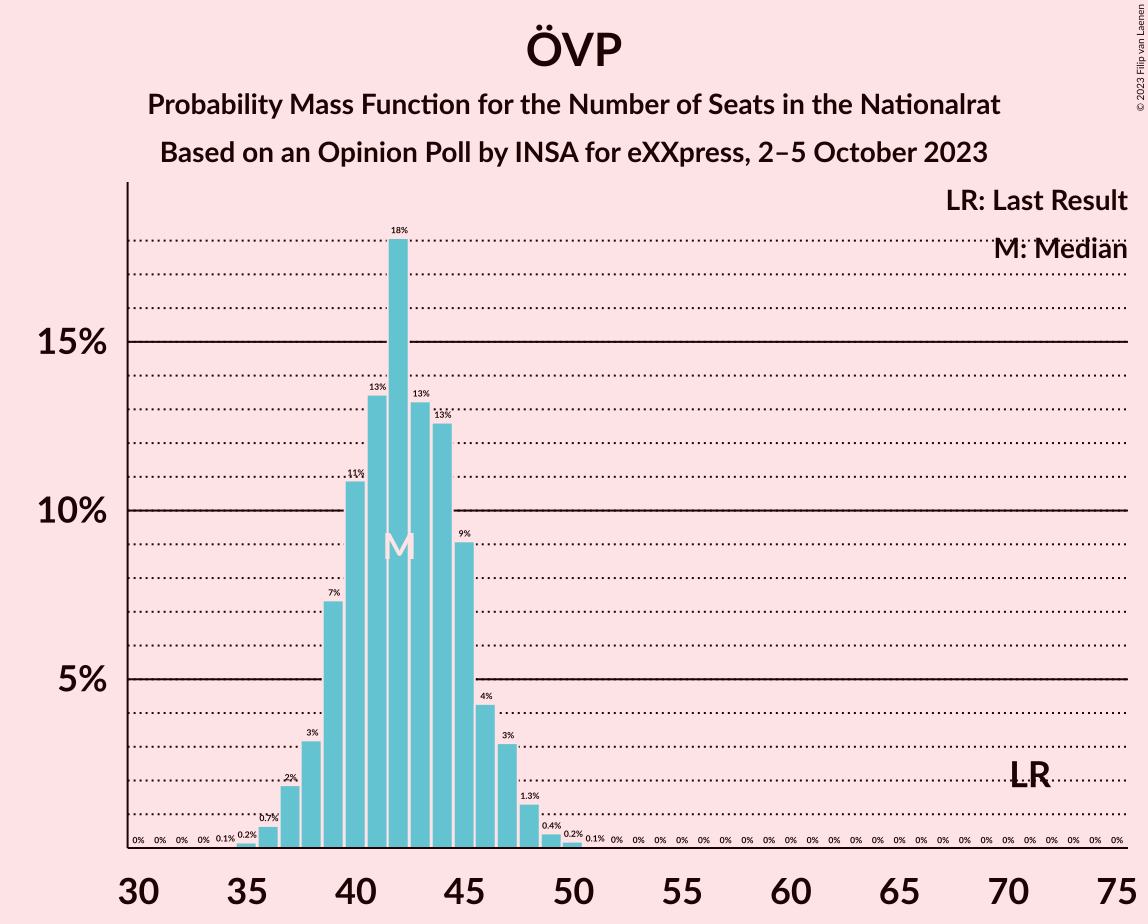 ÖVP
Probability Mass Function for the Number of Seats in the Nationalrat
Based on an Opinion Poll by INSA for eXXpress, 2–5 October 2023
© 2023 Filip van Laenen
LR: Last Result
M: Median
18%
15%
13%
13%
13%
11%
10%
9%
M
7%
5%
4%
3%
3%
2%
LR
1.3%
0.7%
0% 0% 0% 0% 0.1% 0.2% 0.4% 0.2% 0.1% 0% 0% 0% 0% 0% 0% 0% 0% 0% 0% 0% 0% 0% 0% 0% 0% 0% 0% 0% 0% 0% 0% 0% 0%
30 35 40 45 50 55 60 65 70 75